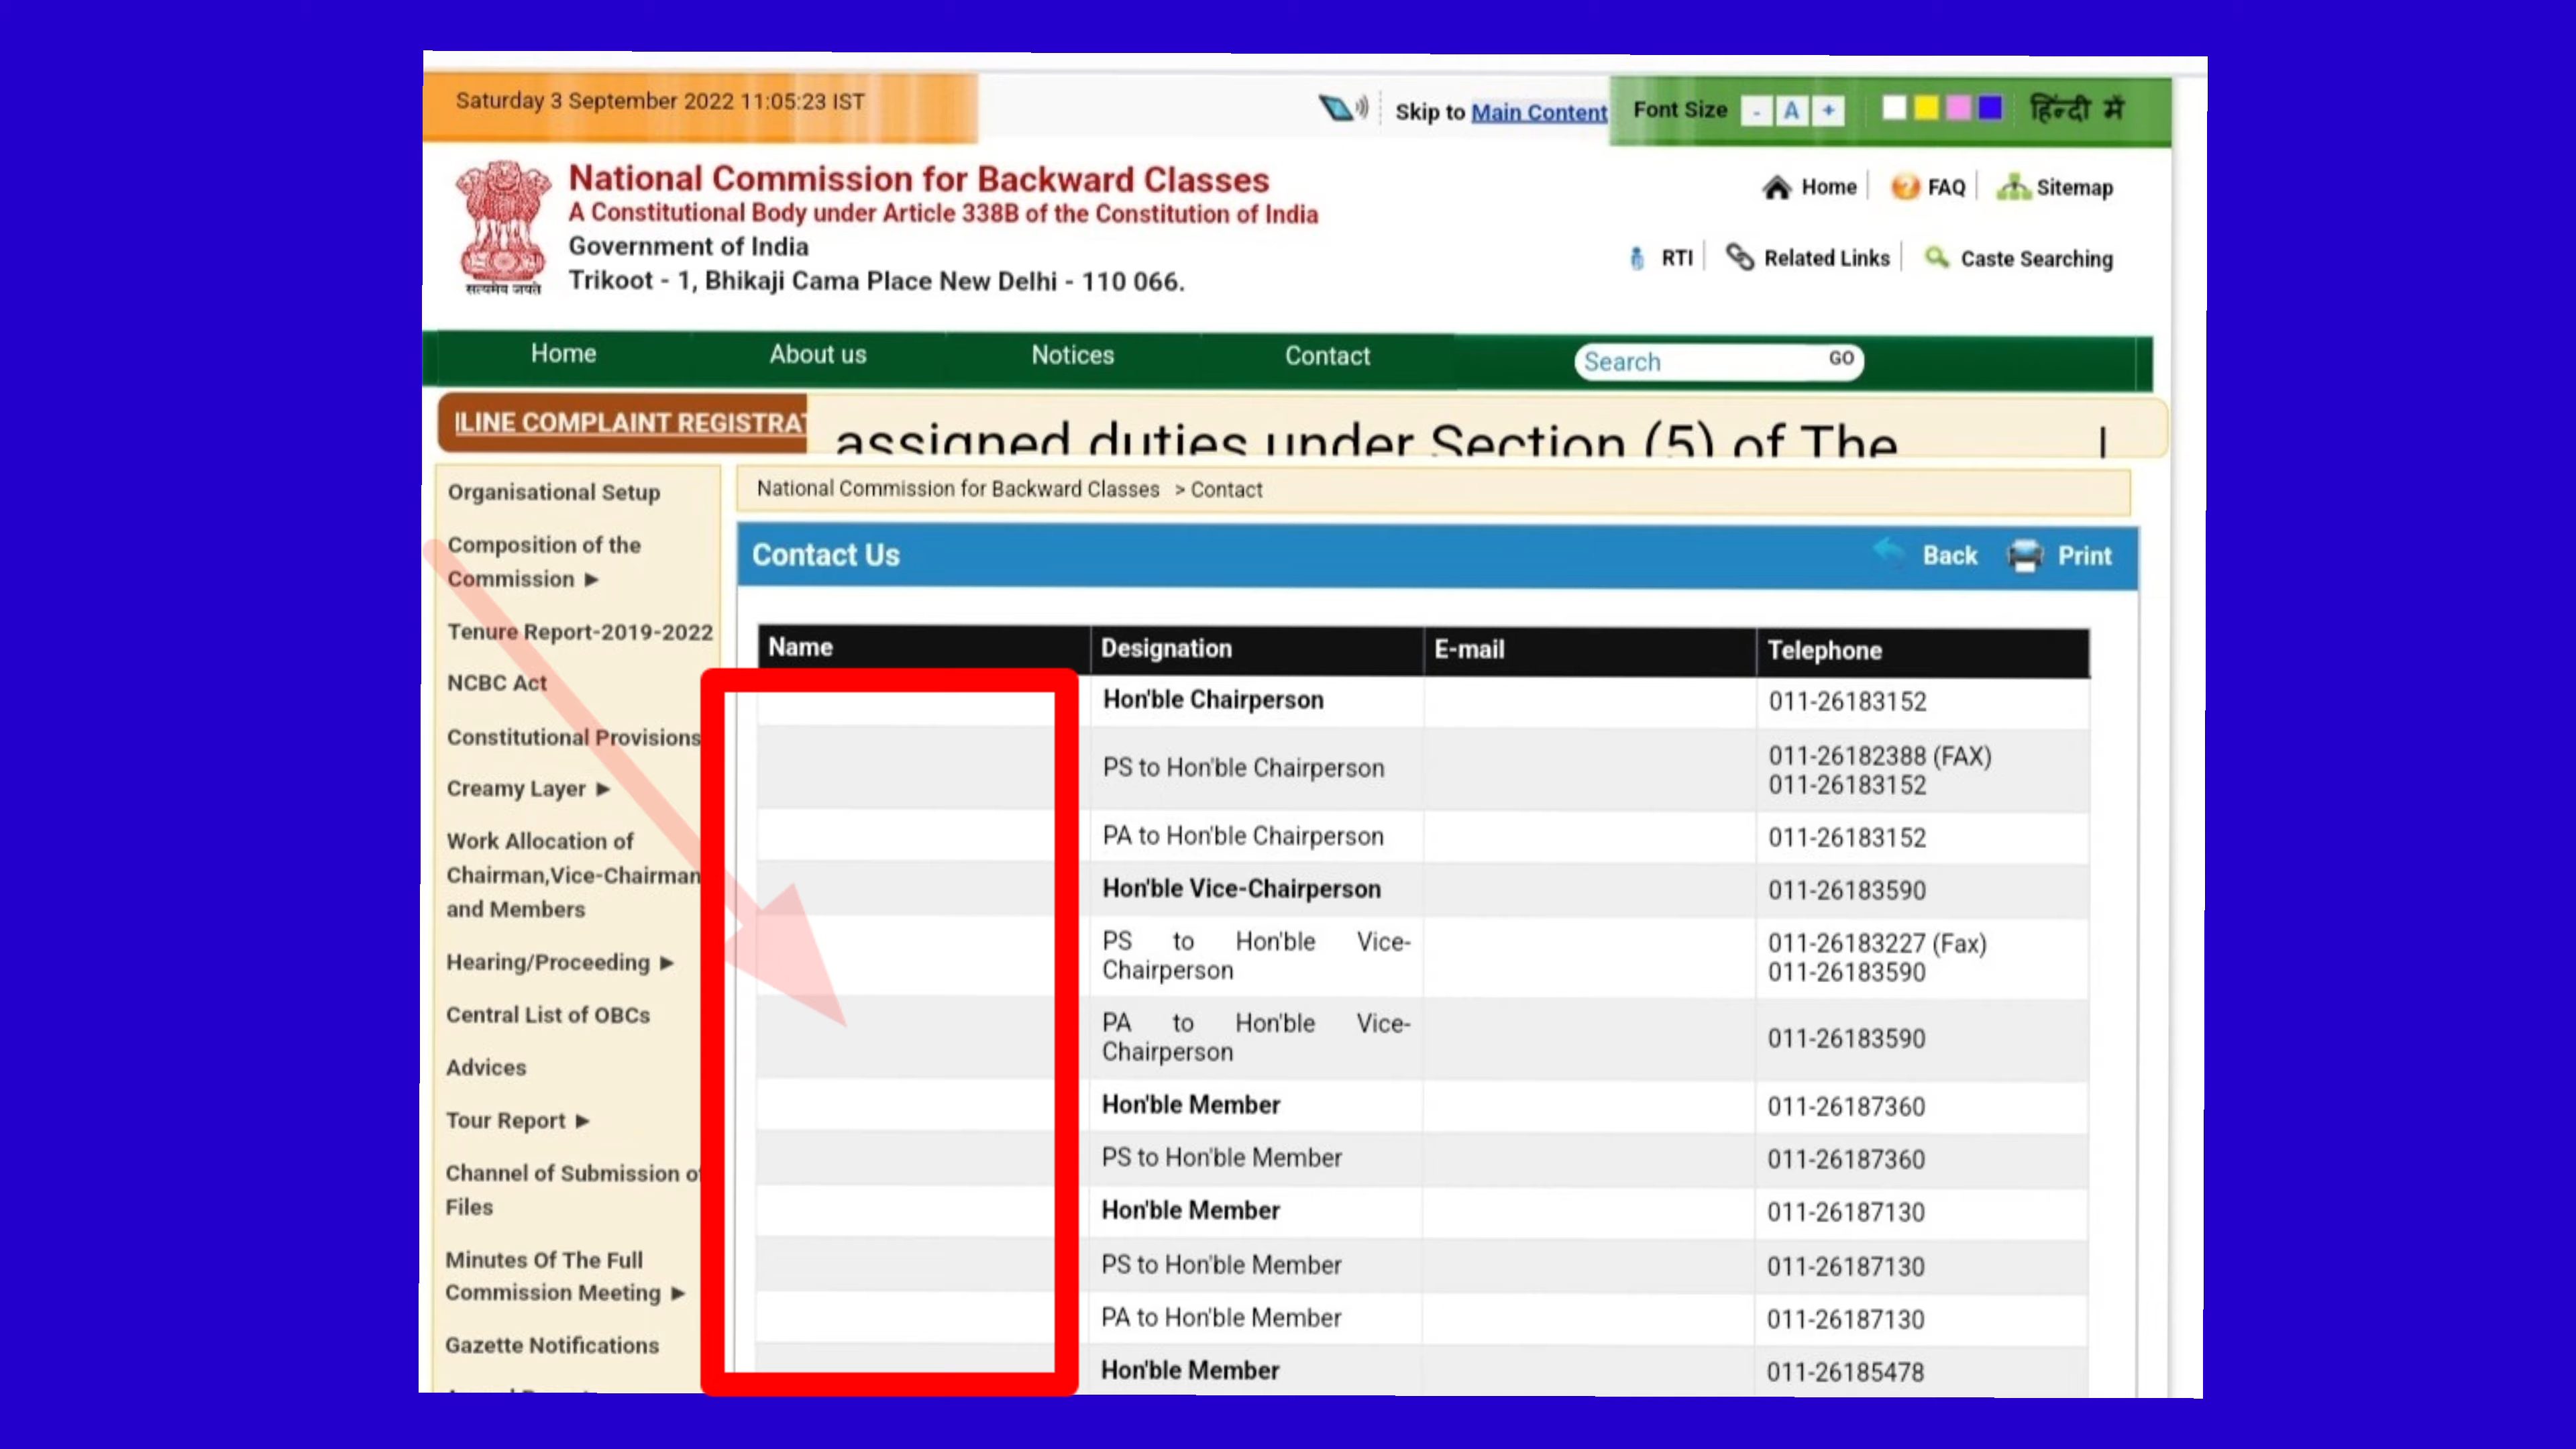 Saturday 3 September 2022 11:05:23 IST
Skip to Main Content
Font Size - A +
हिन्दी में
National Commission for Backward Classes
A Constitutional Body under Article 338B of the Constitution of India
Government of India
Trikoot - 1, Bhikaji Cama Place New Delhi - 110 066.
सत्यमेव जयते
Home FAQ Sitemap
RTI Related Links Caste Searching
Home About us Notices Contact Search GO
ILINE COMPLAINT REGISTRAT
assigned duties under Section (5) of The
National Commission for Backward Classes > Contact
Organisational Setup
Composition of the
Commission ►
Tenure Report-2019-2022
NCBC Act
Constitutional Provisions
Creamy Layer ►
Work Allocation of
Chairman,Vice-Chairman
and Members
Hearing/Proceeding ►
Central List of OBCs
Advices
Tour Report ►
Channel of Submission of
Files
Minutes Of The Full
Commission Meeting ►
Gazette Notifications
Contact Us Back Print
Name Designation E-mail Telephone
Hon'ble Chairperson 011-26183152
PS to Hon'ble Chairperson 011-26182388 (FAX)
011-26183152
PA to Hon'ble Chairperson 011-26183152
Hon'ble Vice-Chairperson 011-26183590
PS to Hon'ble Vice-
Chairperson
011-26183227 (Fax)
011-26183590
PA to Hon'ble Vice-
Chairperson
011-26183590
Hon'ble Member 011-26187360
PS to Hon'ble Member 011-26187360
Hon'ble Member 011-26187130
PS to Hon'ble Member 011-26187130
PA to Hon'ble Member 011-26187130
Hon'ble Member 011-26185478